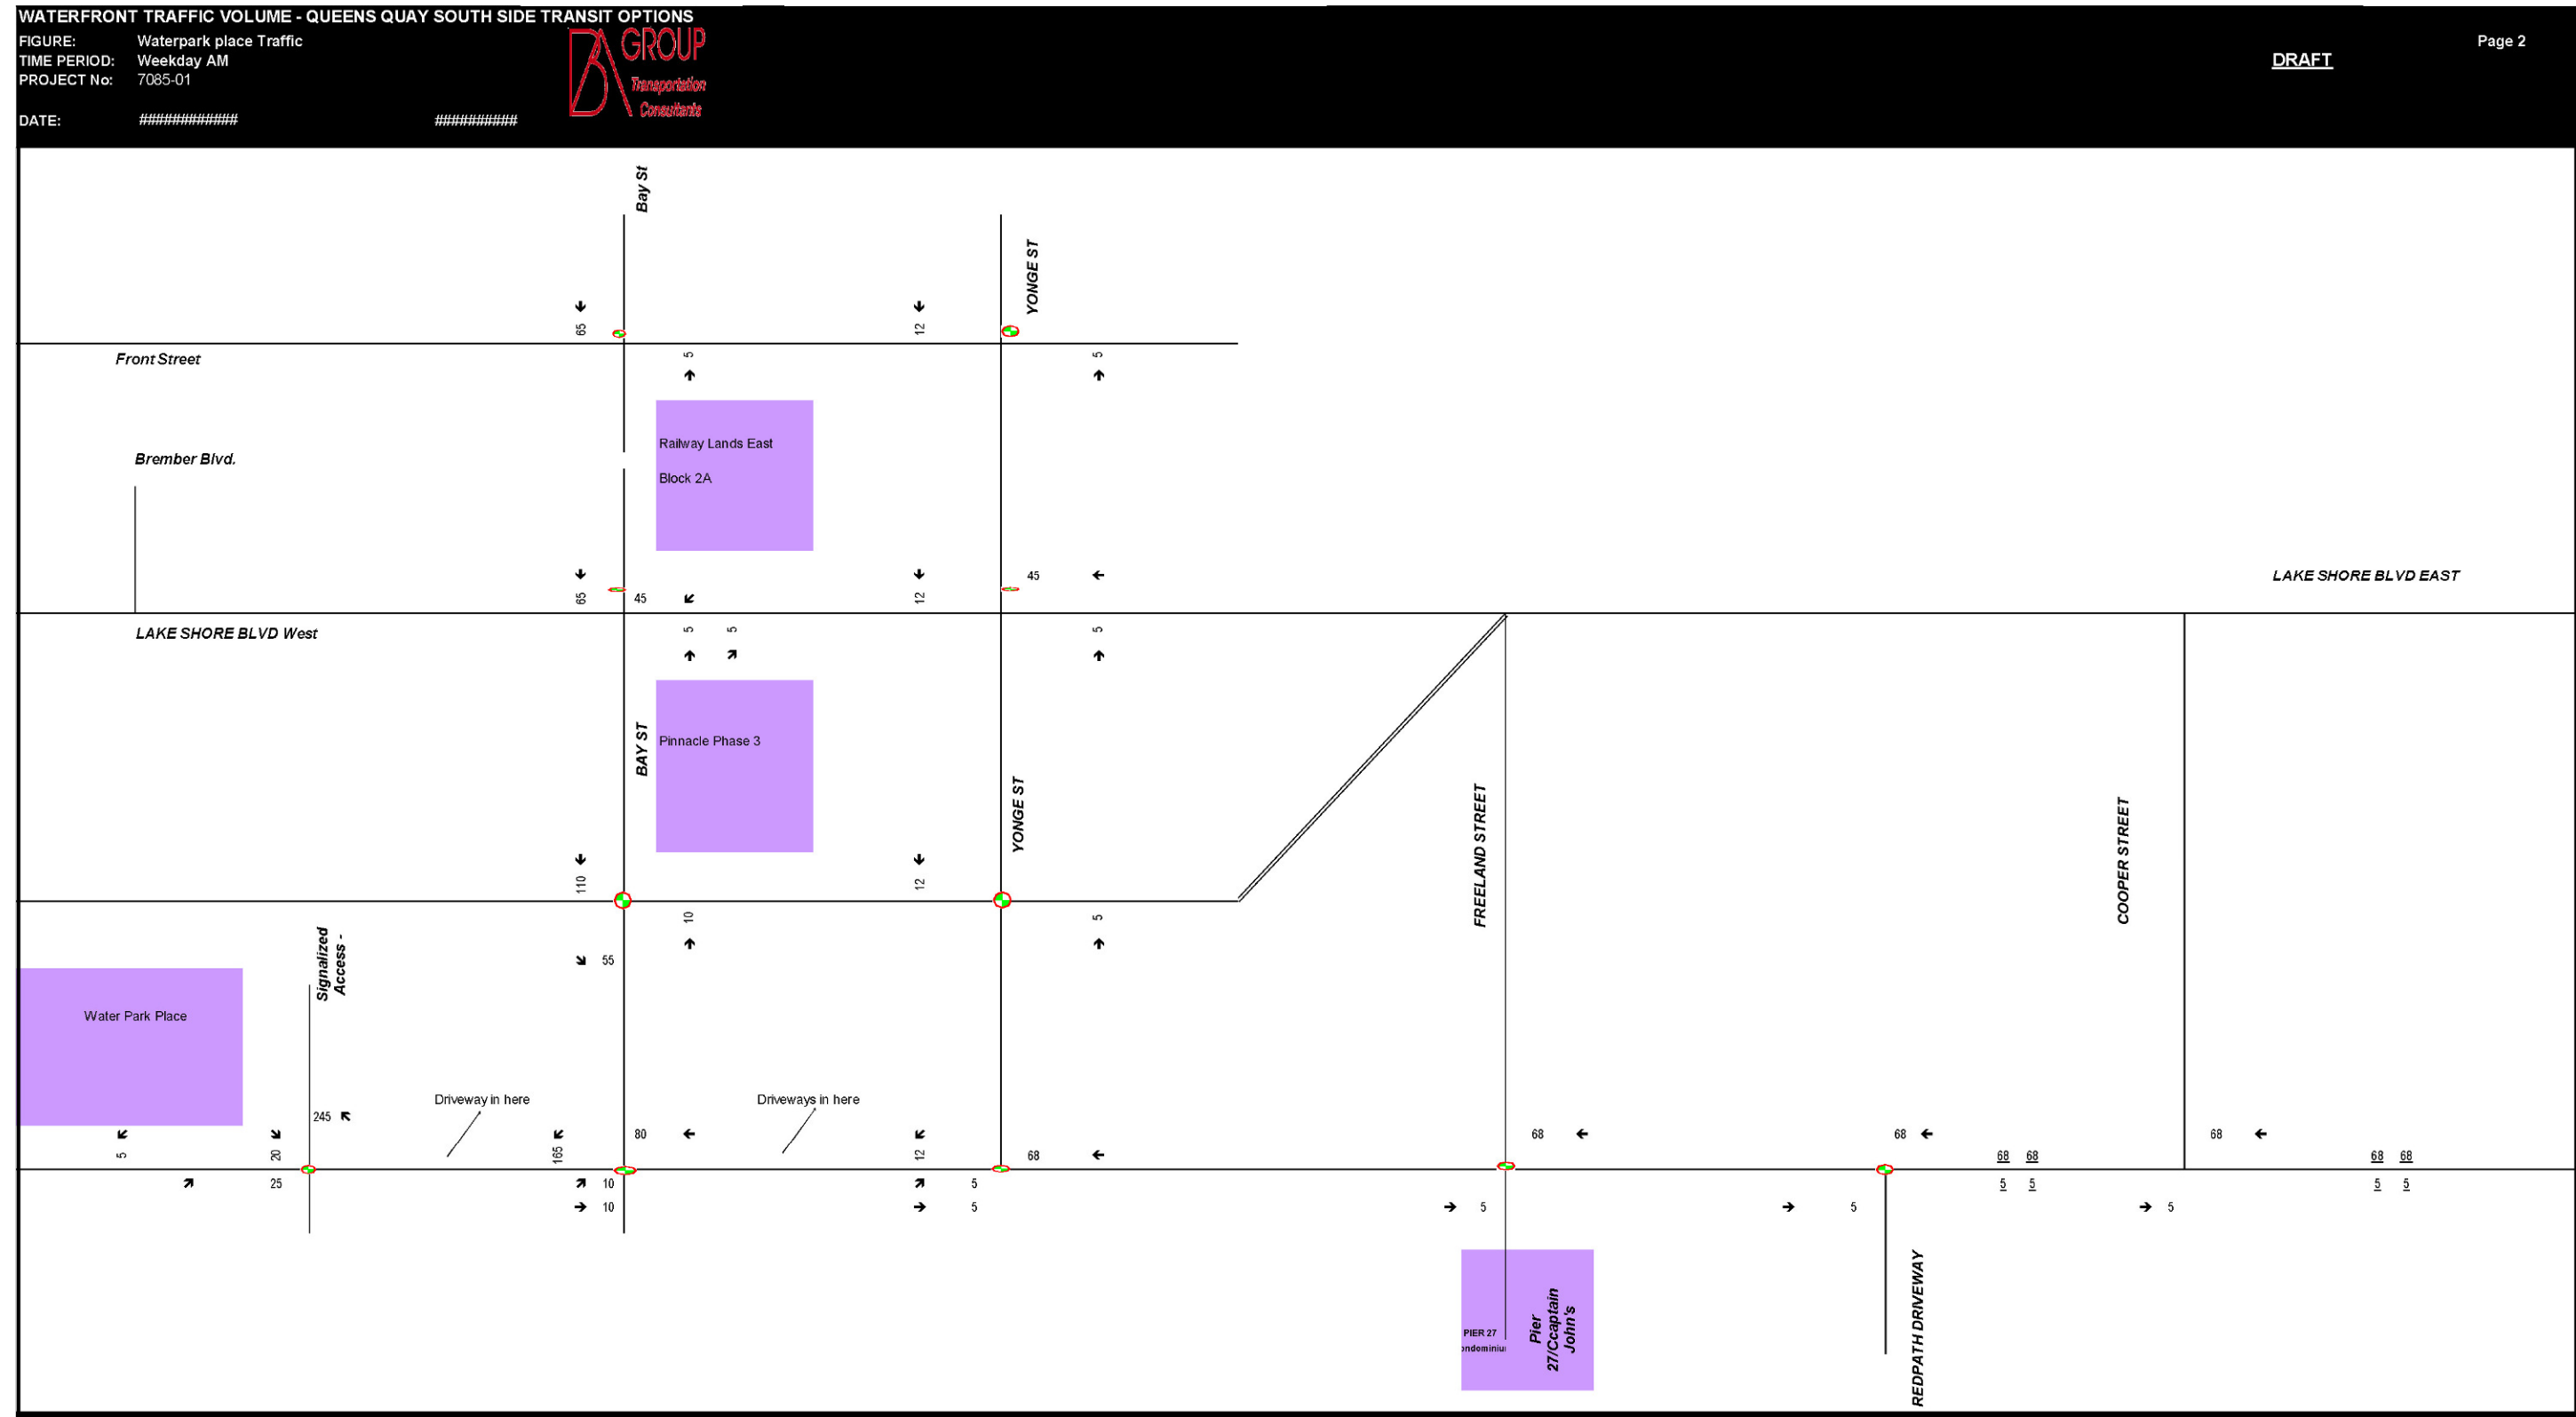 WATERFRONT TRAFFIC VOLUME - QUEENS QUAY SOUTH SIDE TRANSIT OPTIONS
FIGURE: Waterpark place Traffic
TIME PERIOD: Weekday AM
PROJECT No: 7085-01
DATE: ############ ##########
BA GROUP
Transportation
Consultants
DRAFT
Page 2
Bay St
YONGE ST
65
12
Front Street
5
5
Railway Lands East
Block 2A
Brember Blvd.
45
LAKE SHORE BLVD EAST
65
45
12
LAKE SHORE BLVD West
5
5
5
BAY ST
Pinnacle Phase 3
YONGE ST
FREELAND STREET
COOPER STREET
110
12
10
5
Signalized
Access -
55
Water Park Place
245
Driveway in here
Driveways in here
80
68
68
68
5
20
165
12
68
68 68
68 68
25
10
5
5 5
5 5
10
5
5
5
5
PIER 27
ondominiu
Pier
27/Ccaptain
John's
REDPATH DRIVEWAY